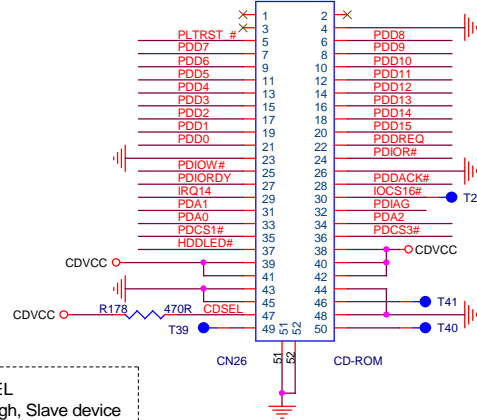 1 2
3 4
PLTRST_# 5 6 PDD8
PDD7 7 8 PDD9
PDD6 9 10 PDD10
PDD5 11 12 PDD11
PDD4 13 14 PDD12
PDD3 15 16 PDD13
PDD2 17 18 PDD14
PDD1 19 20 PDD15
PDD0 21 22 PDDREQ
23 24 PDIOR#
PDIOW# 25 26
PDIORDY 27 28 PDDACK#
IRQ14 29 30 IOCS16# T2
PDA1 31 32 PDIAG
PDA0 33 34 PDA2
PDCS1# 35 36 PDCS3#
HDDLED# 37 38 CDVCC
CDVCC 39 40
41 42
43 44
45 46 T41
CDVCC R178 470R CDSEL 47 48
T39 49 51 52 50 T40
CN26 51 52 CD-ROM
EL
gh, Slave device